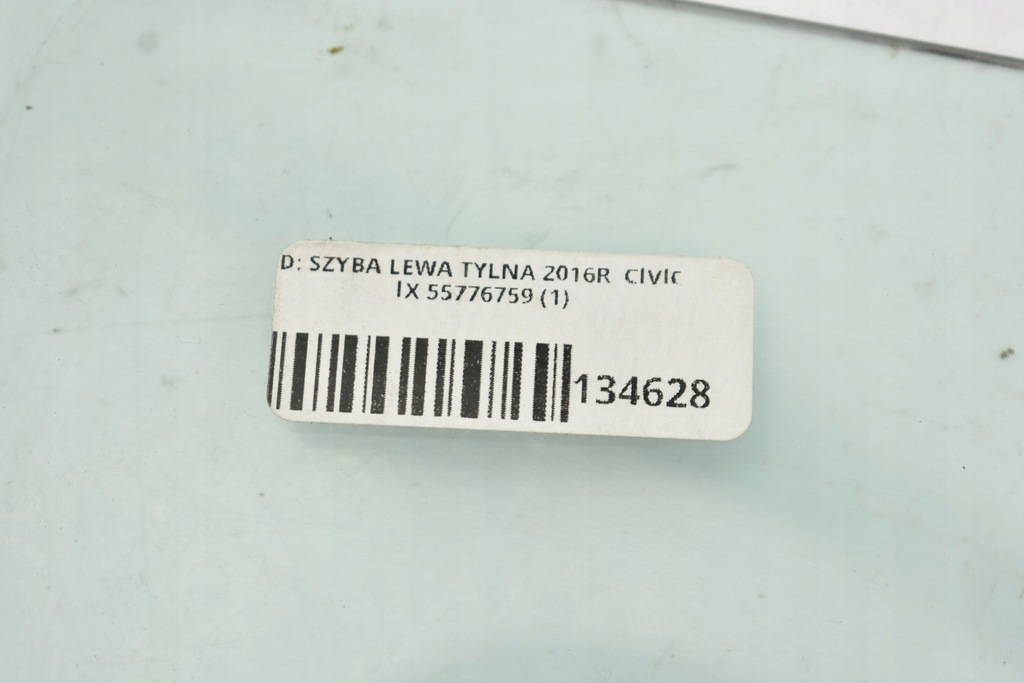 D: SZYBA LEWA TYLNA 2016R CIVIC
IX 55776759 (1)
134628